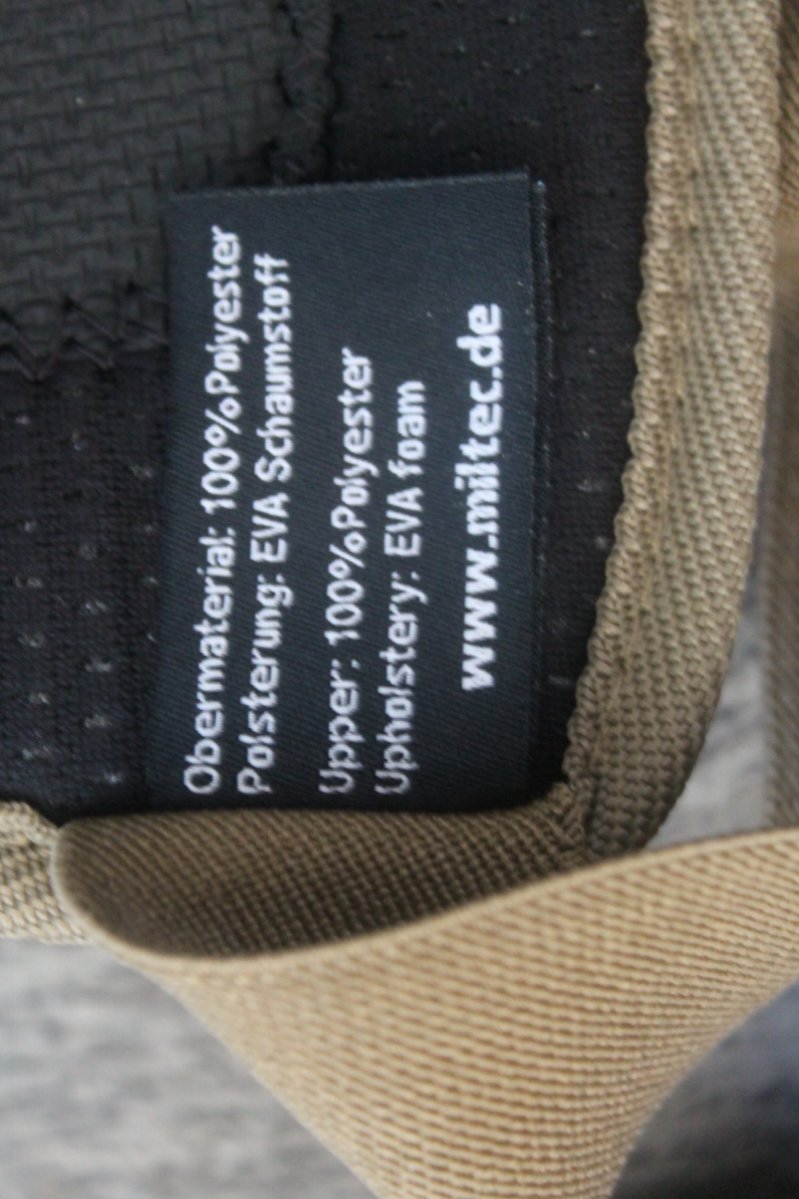 Obermaterial: 100%Polyester
Polsterung: EVA Schaumstoff
Upper: 100%Polyester
Upholstery: EVA foam
www.miltec.de